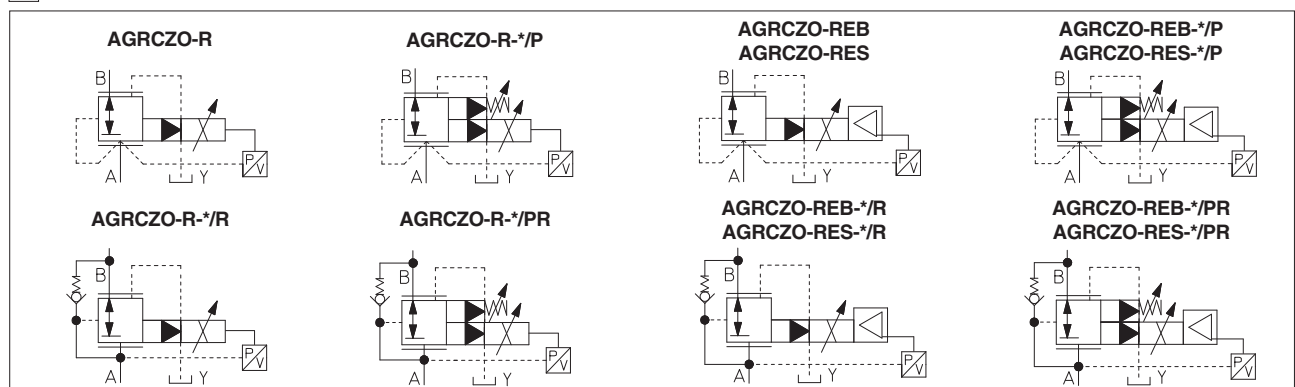 AGRCZO-R
B
A
Y
P/V
AGRCZO-R-*/P
B
A
Y
P/V
AGRCZO-REB
AGRCZO-RES
B
A
Y
P/V
AGRCZO-REB-*/P
AGRCZO-RES-*/P
B
A
Y
P/V
AGRCZO-R-*/R
B
A
Y
P/V
AGRCZO-R-*/PR
B
A
Y
P/V
AGRCZO-REB-*/R
AGRCZO-RES-*/R
B
A
Y
P/V
AGRCZO-REB-*/PR
AGRCZO-RES-*/PR
B
A
Y
P/V